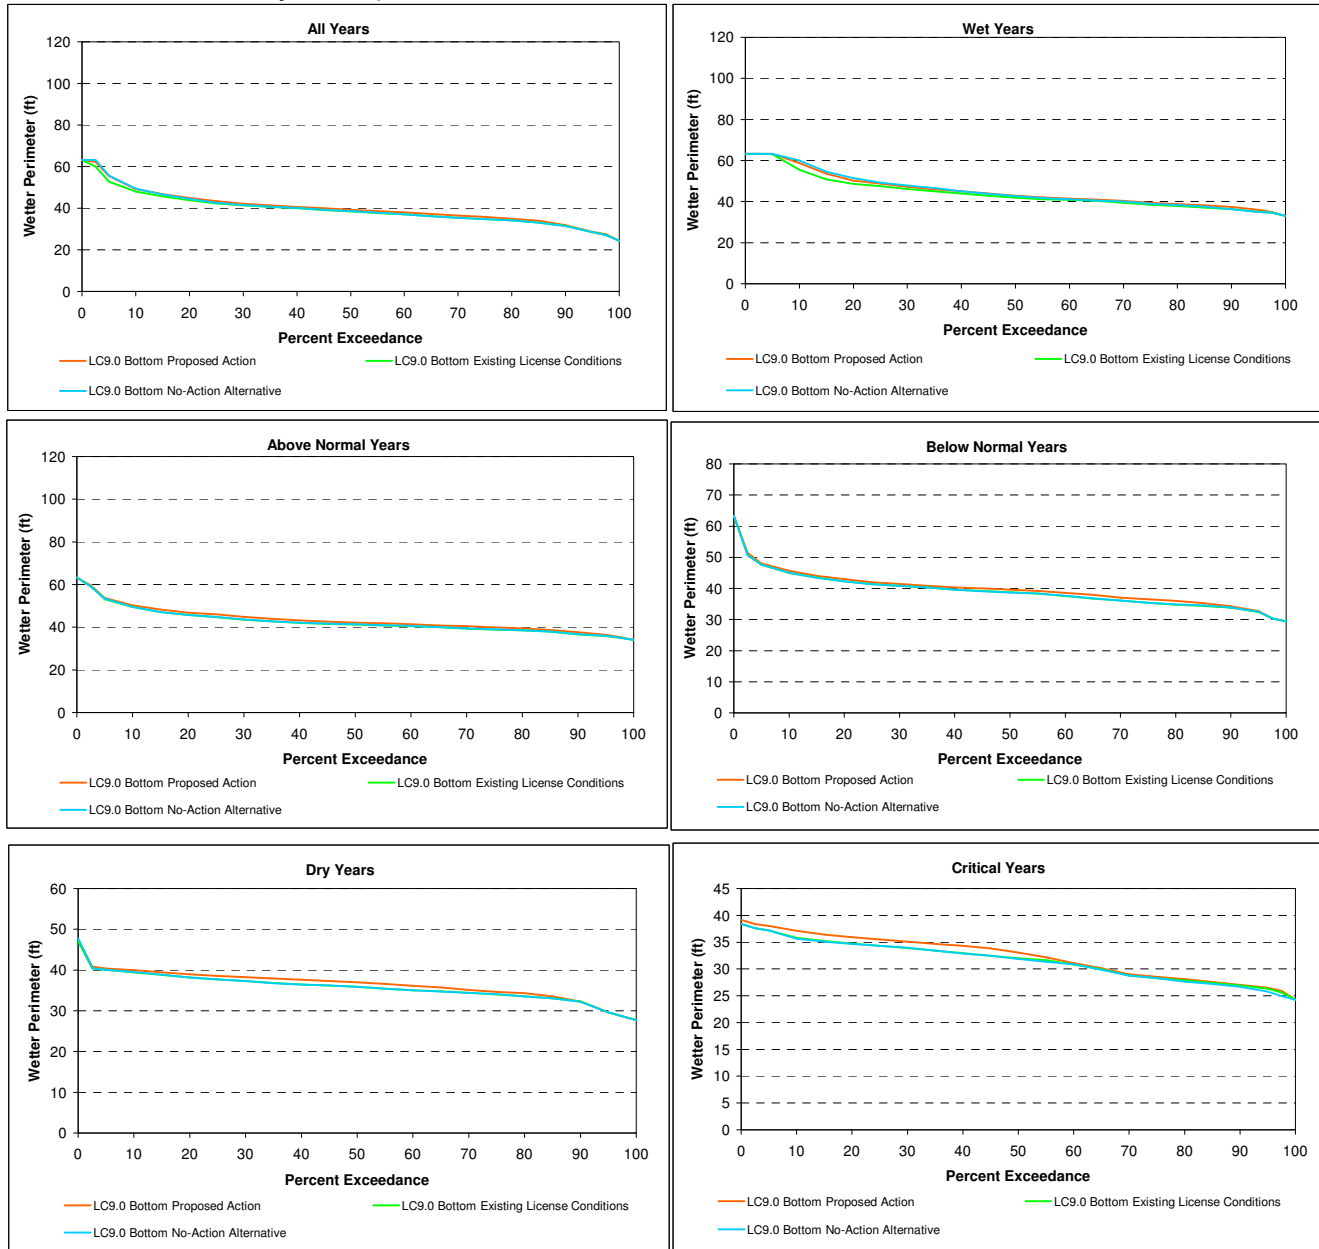 All Years
120
100
80
60
40
20
0
Wetter Perimeter (ft)
0 10 20 30 40 50 60 70 80 90 100
Percent Exceedance
LC9.0 Bottom Proposed Action
LC9.0 Bottom Existing License Conditions
LC9.0 Bottom No-Action Alternative
Wet Years
120
100
80
60
40
20
0
Wetter Perimeter (ft)
0 10 20 30 40 50 60 70 80 90 100
Percent Exceedance
LC9.0 Bottom Proposed Action
LC9.0 Bottom Existing License Conditions
LC9.0 Bottom No-Action Alternative
Above Normal Years
120
100
80
60
40
20
0
Wetter Perimeter (ft)
0 10 20 30 40 50 60 70 80 90 100
Percent Exceedance
LC9.0 Bottom Proposed Action
LC9.0 Bottom Existing License Conditions
LC9.0 Bottom No-Action Alternative
Below Normal Years
80
70
60
50
40
30
20
10
0
Wetter Perimeter (ft)
0 10 20 30 40 50 60 70 80 90 100
Percent Exceedance
LC9.0 Bottom Proposed Action
LC9.0 Bottom Existing License Conditions
LC9.0 Bottom No-Action Alternative
Dry Years
60
50
40
30
20
10
0
Wetter Perimeter (ft)
0 10 20 30 40 50 60 70 80 90 100
Percent Exceedance
LC9.0 Bottom Proposed Action
LC9.0 Bottom Existing License Conditions
LC9.0 Bottom No-Action Alternative
Critical Years
45
40
35
30
25
20
15
10
5
0
Wetter Perimeter (ft)
0 10 20 30 40 50 60 70 80 90 100
Percent Exceedance
LC9.0 Bottom Proposed Action
LC9.0 Bottom Existing License Conditions
LC9.0 Bottom No-Action Alternative